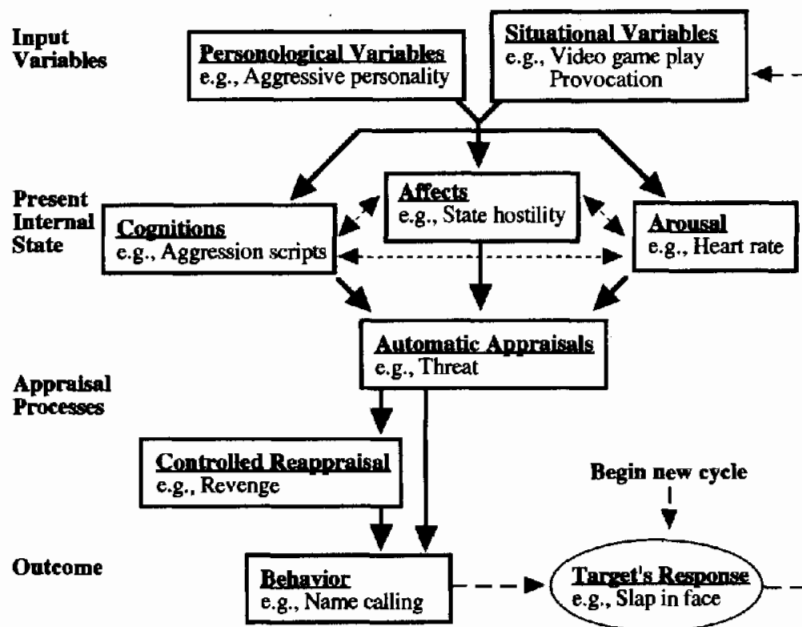 Input
Variables
Personological Variables
e.g., Aggressive personality
Situational Variables
e.g., Video game play
Provocation
Present
Internal
State
Cognitions
e.g., Aggression scripts
Affects
e.g., State hostility
Arousal
e.g., Heart rate
Appraisal
Processes
Automatic Appraisals
e.g., Threat
Controlled Reappraisal
e.g., Revenge
Begin new cycle
Outcome
Behavior
e.g., Name calling
Target's Response
e.g., Slap in face